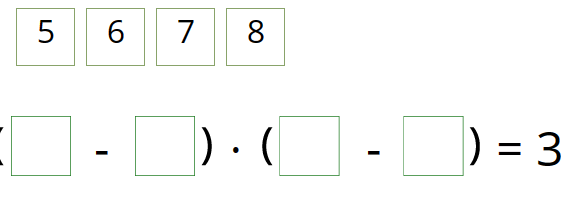 5 6 7 8
( - ) · ( - ) = 3